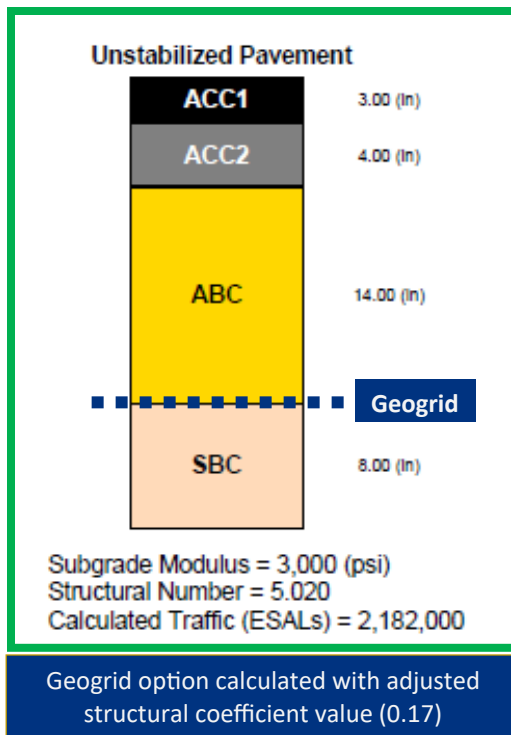 Unstabilized Pavement
ACC1 3.00 (in)
ACC2 4.00 (in)
ABC 14.00 (in)
Geogrid
SBC 8.00 (in)
Subgrade Modulus = 3,000 (psi)
Structural Number = 5.020
Calculated Traffic (ESALs) = 2,182,000
Geogrid option calculated with adjusted
structural coefficient value (0.17)